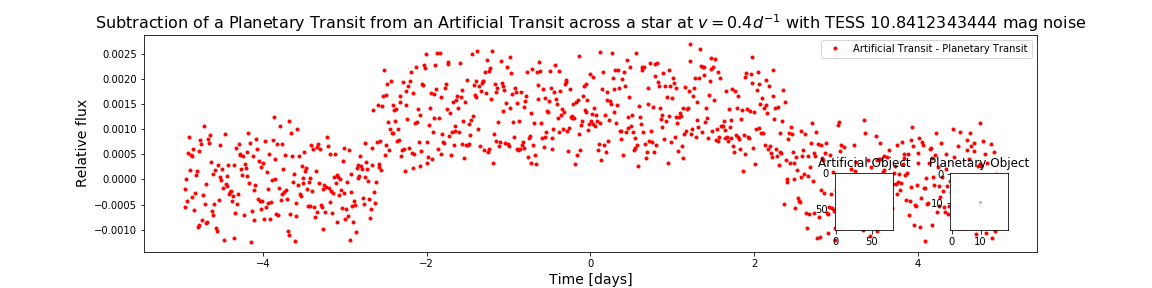 Subtraction of a Planetary Transit from an Artificial Transit across a star at v = 0.4d⁻¹ with TESS 10.8412343444 mag noise
Artificial Transit - Planetary Transit
Relative flux
0.0025
0.0020
0.0015
0.0010
0.0005
0.0000
−0.0005
−0.0010
Artificial Object
0
50
0 50
Planetary Object
0
10
0 10
−4 −2 0 2 4
Time [days]